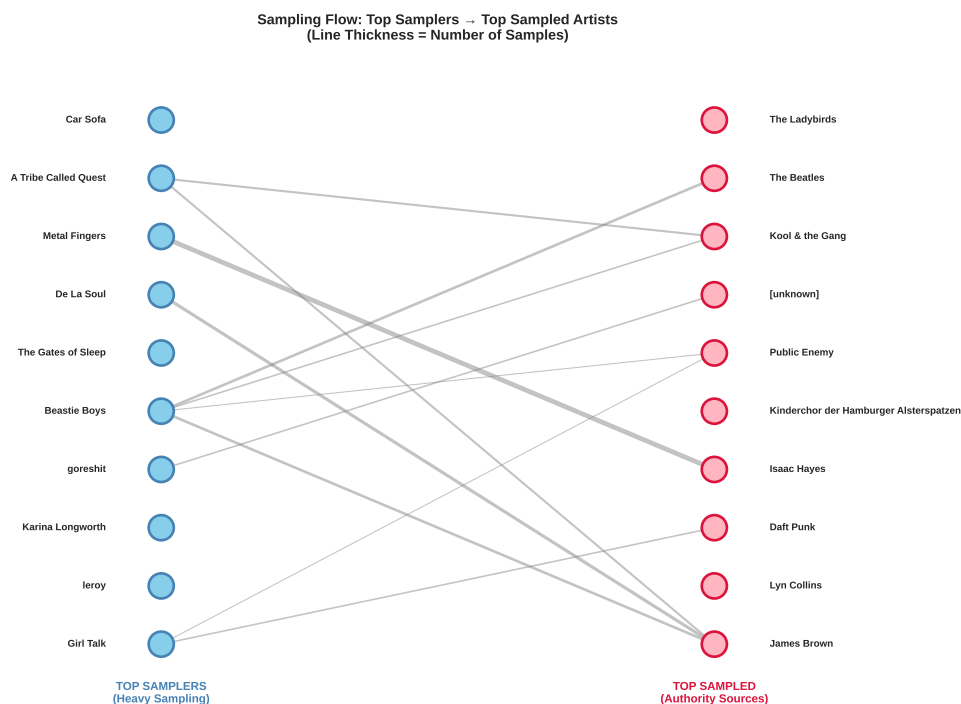 Sampling Flow: Top Samplers → Top Sampled Artists
(Line Thickness = Number of Samples)
Car Sofa
The Ladybirds
A Tribe Called Quest
The Beatles
Metal Fingers
Kool & the Gang
De La Soul
[unknown]
The Gates of Sleep
Public Enemy
Beastie Boys
Kinderchor der Hamburger Alsterspatzen
goreshit
Isaac Hayes
Karina Longworth
Daft Punk
leroy
Lyn Collins
Girl Talk
James Brown
TOP SAMPLERS
(Heavy Sampling)
TOP SAMPLED
(Authority Sources)